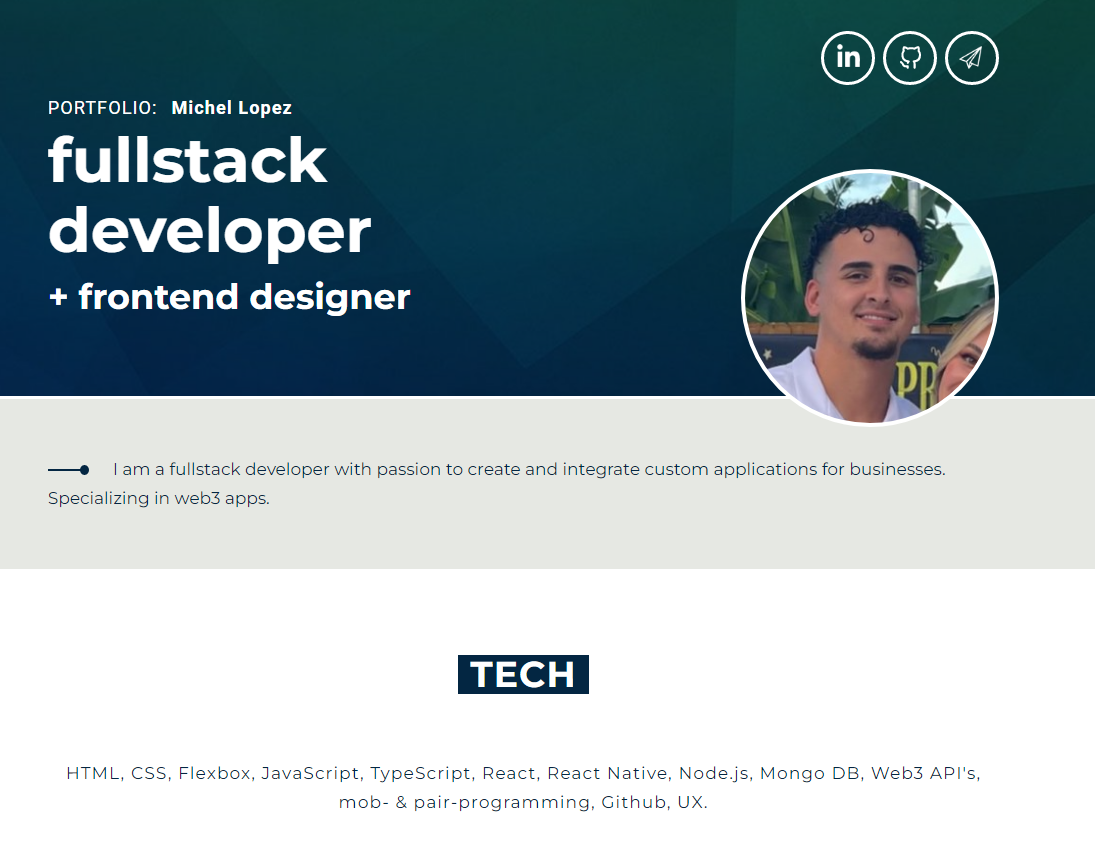 in
PORTFOLIO: Michel Lopez
fullstack
developer
+ frontend designer
PR
I am a fullstack developer with passion to create and integrate custom applications for businesses.
Specializing in web3 apps.
TECH
HTML, CSS, Flexbox, JavaScript, TypeScript, React, React Native, Node.js, Mongo DB, Web3 API's,
mob- & pair-programming, Github, UX.